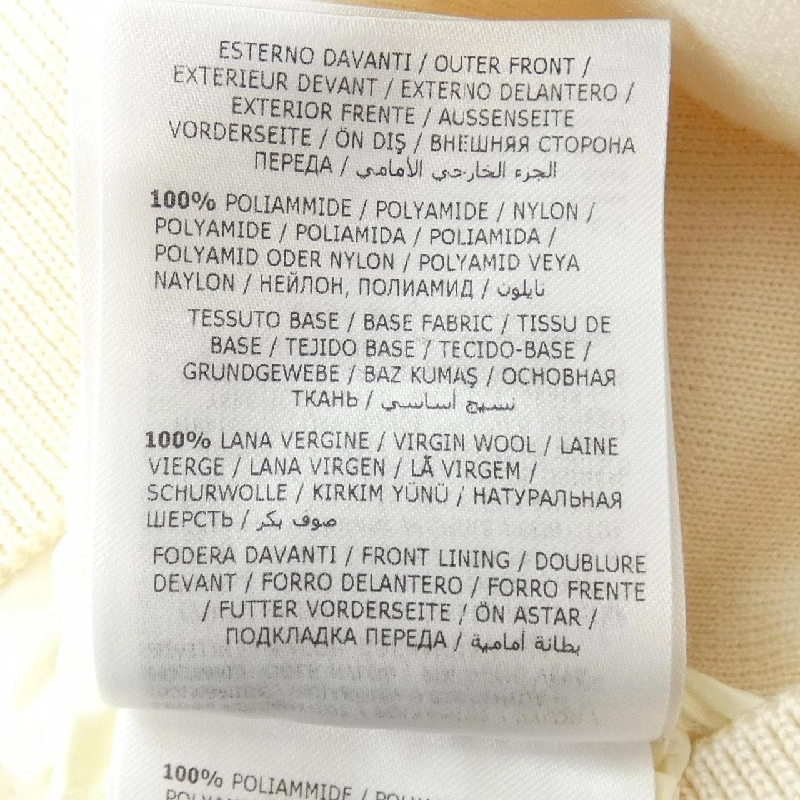 ESTERNO DAVANTI / OUTER FRONT /
EXTERIEUR DEVANT / EXTERNO DELANTERO /
EXTERIOR FRENTE / AUSSENSEITE
VORDERSEITE / ÖN DIŞ / ВНЕШНЯЯ СТОРОНА
ПЕРЕДА / الجزء الخارجي الأمامي
100% POLIAMMIDE / POLYAMIDE / NYLON /
POLYAMIDE / POLIAMIDA / POLIAMIDA /
POLYAMID ODER NYLON / POLYAMID VEYA
NAYLON / НЕЙЛОН, ПОЛИАМИД / نايلون
TESSUTO BASE / BASE FABRIC / TISSU DE
BASE / TEJIDO BASE / TECIDO-BASE /
GRUNDGEWEBE / BAZ KUMAŞ / ОСНОВНАЯ
ТКАНЬ / نسيج أساسي
100% LANA VERGINE / VIRGIN WOOL / LAINE
VIERGE / LANA VIRGEN / LÃ VIRGEM /
SCHURWOLLE / KIRKIM YÜNÜ / НАТУРАЛЬНАЯ
ШЕРСТЬ / صوف بكر
FODERA DAVANTI / FRONT LINING / DOUBLURE
DEVANT / FORRO DELANTERO / FORRO FRENTE
/ FUTTER VORDERSEITE / ÖN ASTAR /
ПОДКЛАДКА ПЕРЕДА / بطانة أمامية
100% POLIAMMIDE /